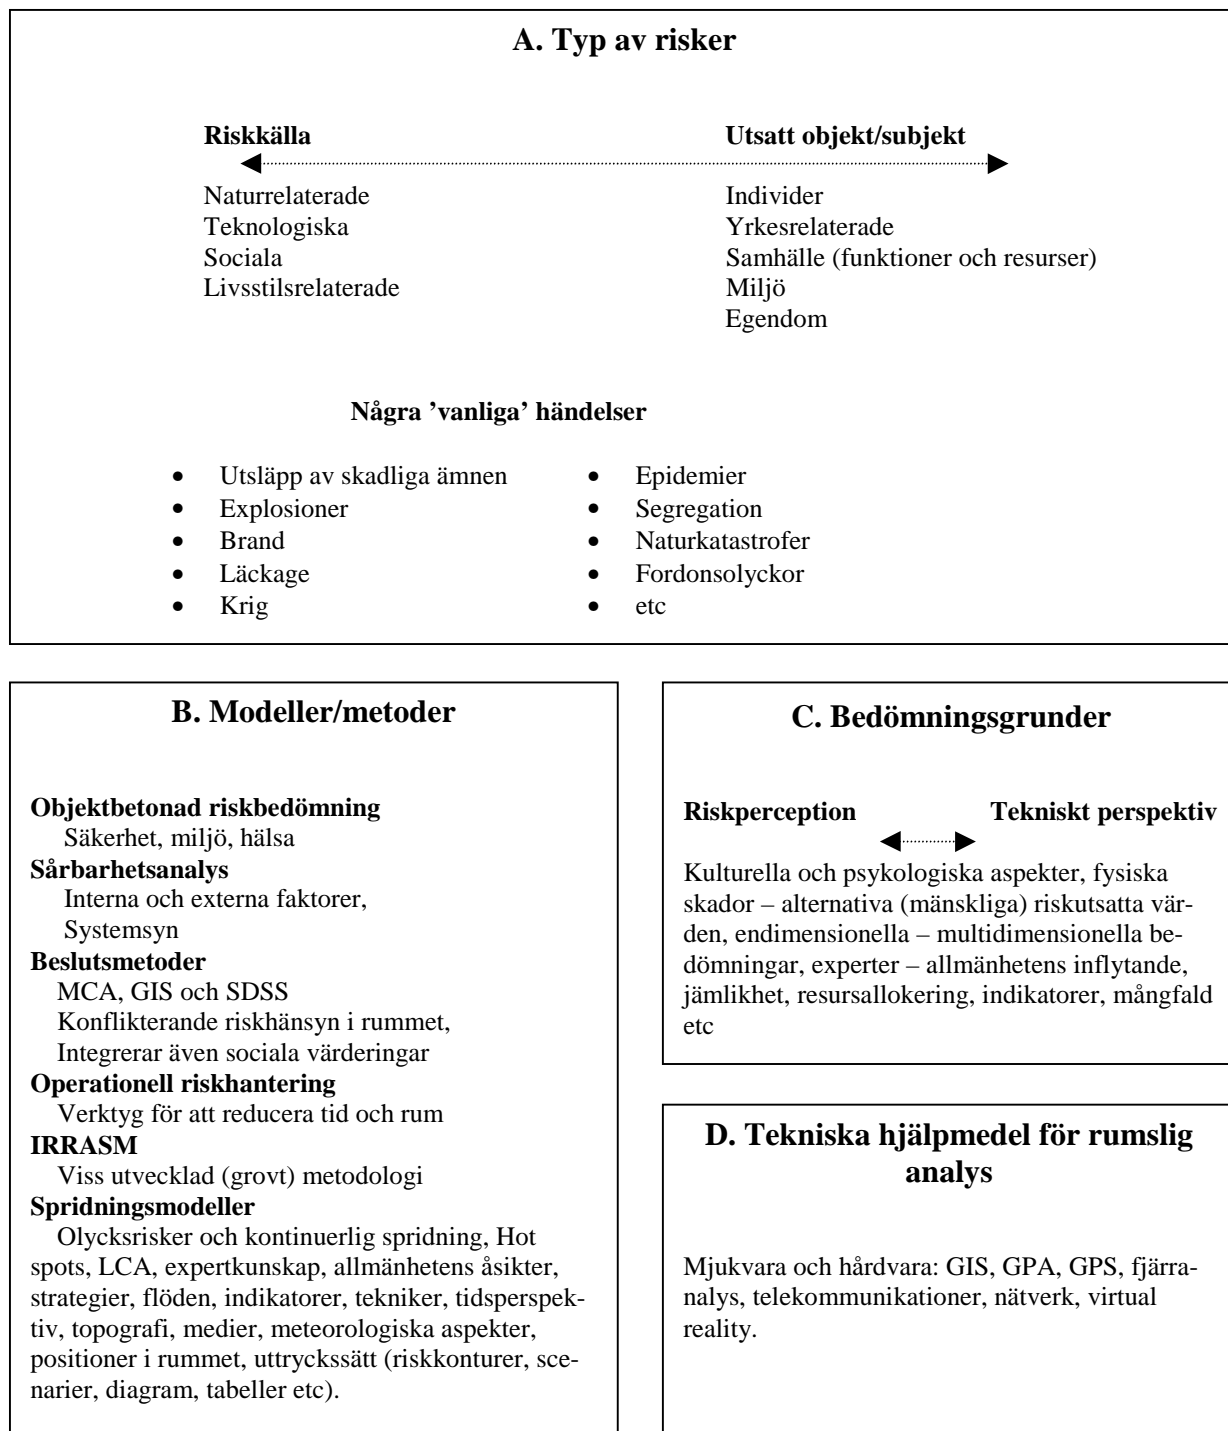 A. Typ av risker
Riskkälla
Utsatt objekt/subjekt
Naturrelaterade
Teknologiska
Sociala
Livsstilsrelaterade
Individer
Yrkesrelaterade
Samhälle (funktioner och resurser)
Miljö
Egendom
Några ’vanliga’ händelser
• Utsläpp av skadliga ämnen
• Explosioner
• Brand
• Läckage
• Krig
• Epidemier
• Segregation
• Naturkatastrofer
• Fordonsolyckor
• etc
B. Modeller/metoder
Objektbetonad riskbedömning
Säkerhet, miljö, hälsa
Sårbarhetsanalys
Interna och externa faktorer,
Systemsyn
Beslutsmetoder
MCA, GIS och SDSS
Konflikterande riskhänsyn i rummet,
Integrerar även sociala värderingar
Operationell riskhantering
Verktyg för att reducera tid och rum
IRRASM
Viss utvecklad (grovt) metodologi
Spridningsmodeller
Olycksrisker och kontinuerlig spridning, Hot
spots, LCA, expertkunskap, allmänhetens åsikter,
strategier, flöden, indikatorer, tekniker, tidsperspek-
tiv, topografi, medier, meteorologiska aspekter,
positioner i rummet, uttryckssätt (riskkonturer, sce-
narier, diagram, tabeller etc).
C. Bedömningsgrunder
Riskperception
Tekniskt perspektiv
Kulturella och psykologiska aspekter, fysiska
skador – alternativa (mänskliga) riskutsatta vär-
den, endimensionella – multidimensionella be-
dömningar, experter – allmänhetens inflytande,
jämlikhet, resursallokering, indikatorer, mångfald
etc
D. Tekniska hjälpmedel för rumslig
analys
Mjukvara och hårdvara: GIS, GPA, GPS, fjärra-
nalys, telekommunikationer, nätverk, virtual
reality.